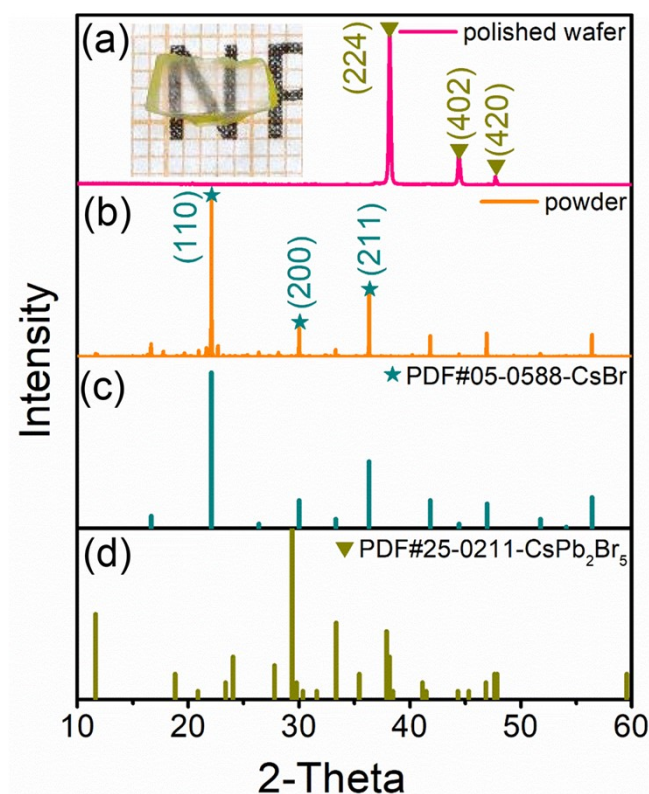 (a)
polished wafer
(224)
(402)
(420)
NF
(b)
powder
(110)
(200)
(211)
Intensity
(c)
★ PDF#05-0588-CsBr
(d)
▼ PDF#25-0211-CsPb₂Br₅
10 20 30 40 50 60
2-Theta